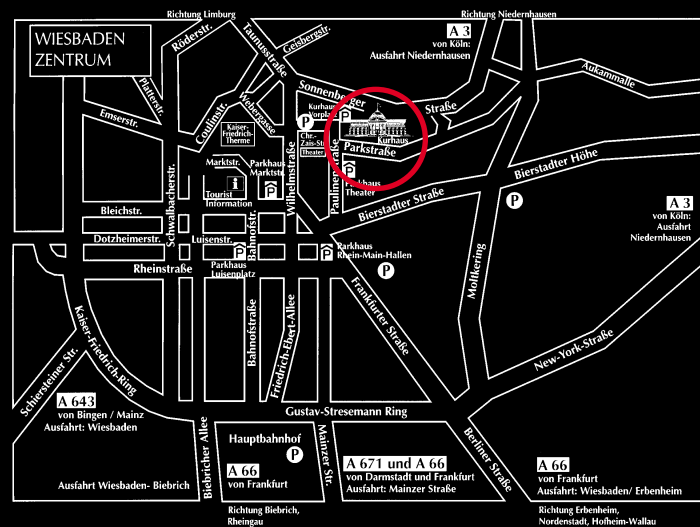 Richtung Limburg
Richtung Niedernhausen
WIESBADEN
ZENTRUM
Röderstr.
Taunusstraße
Geisbergstr.
A 3
von Köln:
Ausfahrt Niedernhausen
Platterstr.
Sonnenberger
Straße
Aukammalle
Emserstr.
Coulinstr.
Webergasse
Kurhaus
Vorplatz
P
P
Kaiser-
Friedrich-
Therme
Chr.-
Zais-Str.
Theater
Kurhaus
Parkstraße
Marktstr.
Parkhaus
Marktstr.
P
Wilhelmstraße
Paulinenstraße
P
Parkhaus
Theater
Bierstadter Höhe
Schwalbacherstr.
i
Tourist
Information
Bierstadter Straße
P
A 3
von Köln:
Ausfahrt
Niedernhausen
Bleichstr.
Dotzheimerstr.
Luisenstr.
Bahnofstr.
P
P
Parkhaus
Rhein-Main-Hallen
Rheinstraße
Parkhaus
Luisenplatz
P
Moltkering
Kaiser-Friedrich-Ring
Bahnofstraße
Friedrich-Ebert-Allee
Frankfurter Straße
New-York-Straße
Schiersteiner Str.
A 643
von Bingen / Mainz
Ausfahrt: Wiesbaden
Gustav-Stresemann Ring
Biebricher Allee
Hauptbahnhof
P
Mainzer Str.
Berliner Straße
A 66
von Frankfurt
A 671 und A 66
von Darmstadt und Frankfurt
Ausfahrt: Mainzer Straße
A 66
von Frankfurt
Ausfahrt: Wiesbaden/ Erbenheim
Ausfahrt Wiesbaden- Biebrich
Richtung Biebrich,
Rheingau
Richtung Erbenheim,
Nordenstadt, Hofheim-Wallau